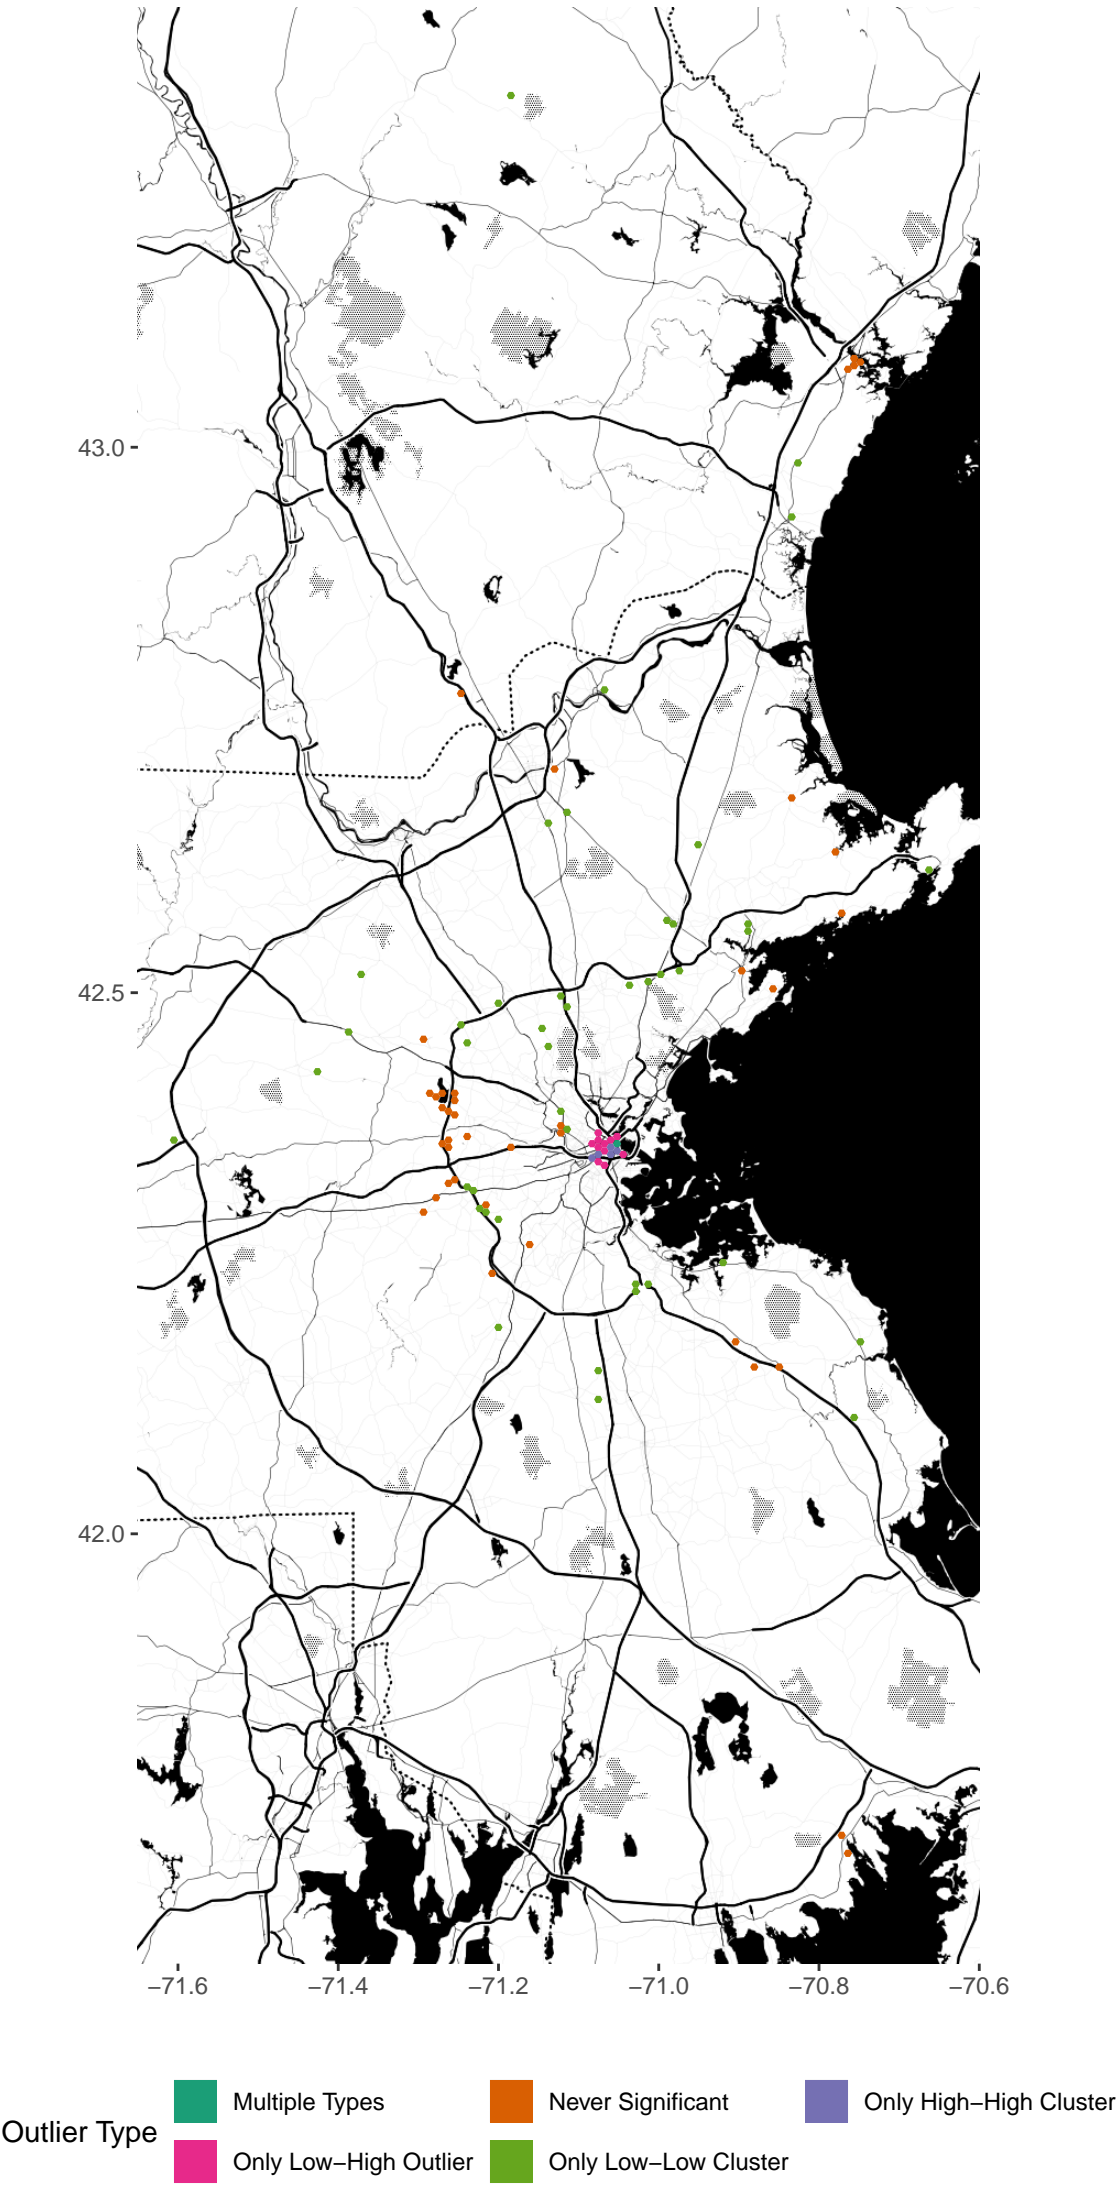 43.0
42.5
42.0
−71.6 −71.4 −71.2 −71.0 −70.8 −70.6
Outlier Type
Multiple Types Never Significant Only High−High Cluster
Only Low−High Outlier Only Low−Low Cluster